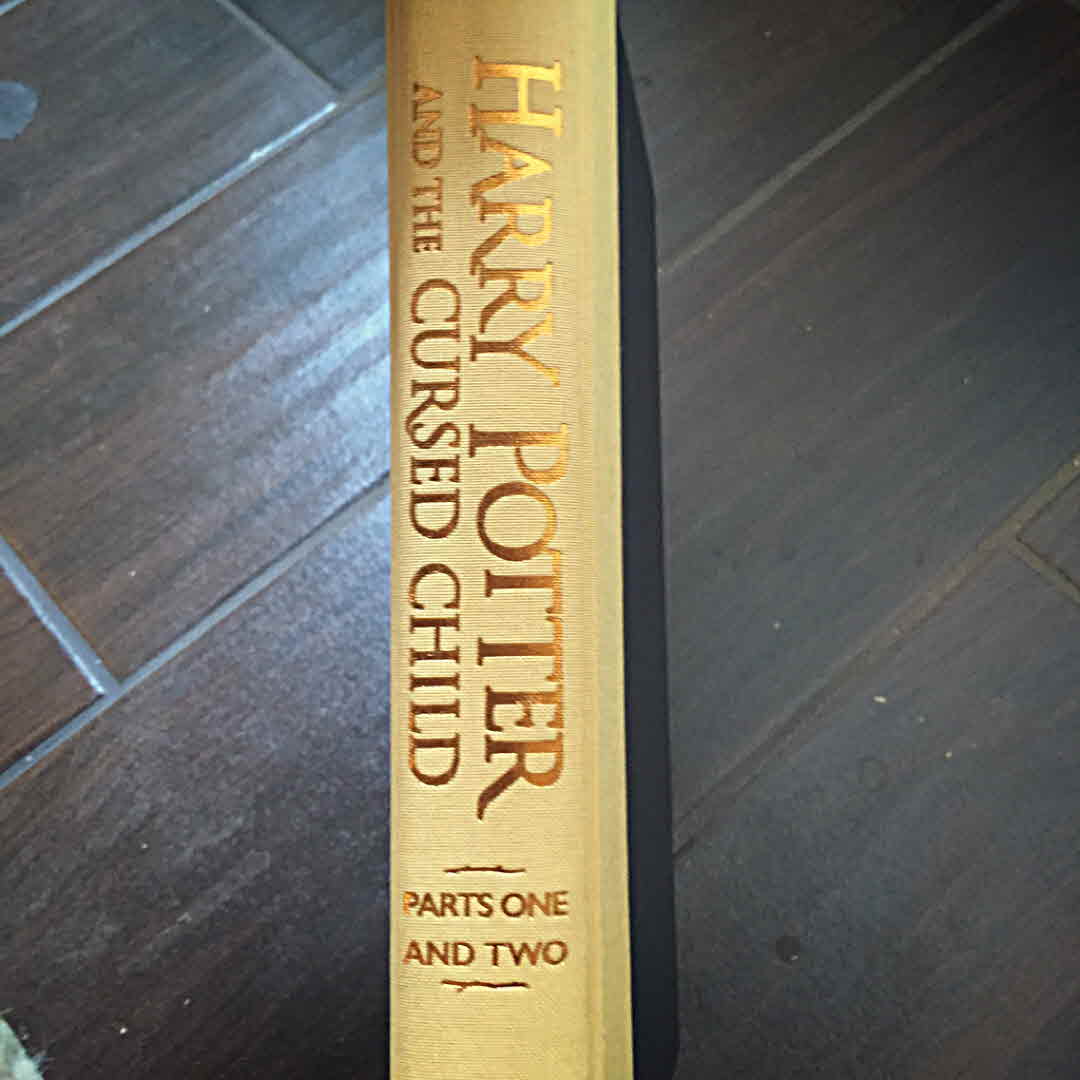 HARRY POTTER
AND THE CURSED CHILD
PARTS ONE
AND TWO